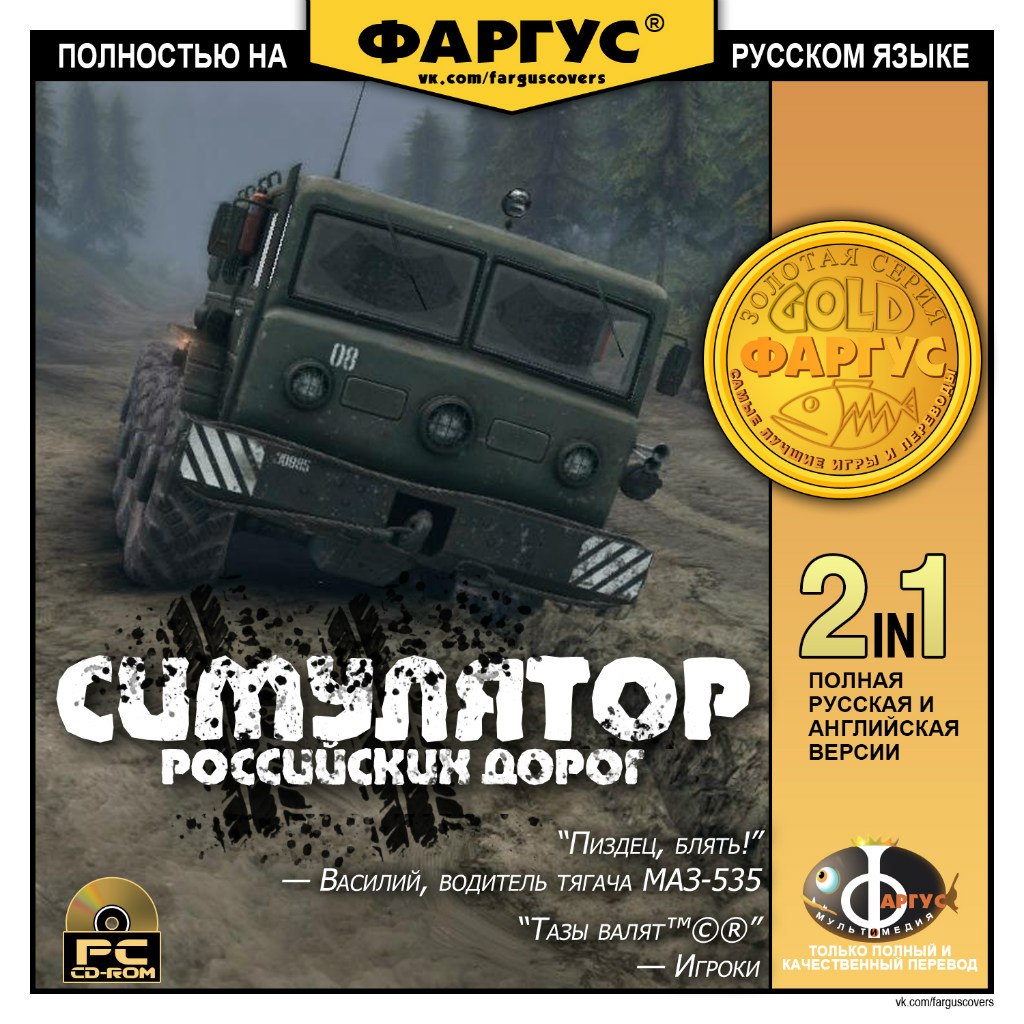 ФАРГУС®
vk.com/farguscovers
ПОЛНОСТЬЮ НА РУССКОМ ЯЗЫКЕ
08
30985
ЗОЛОТАЯ СЕРИЯ
GOLD
ФАРГУС
САМЫЕ ЛУЧШИЕ ИГРЫ И ПЕРЕВОДЫ
2IN1
ПОЛНАЯ
РУССКАЯ И
АНГЛИЙСКАЯ
ВЕРСИИ
СИМУЛЯТОР
РОССИЙСКИХ ДОРОГ
“Пиздец, блять!”
— Василий, водитель тягача МАЗ-535
“Тазы валят™©®”
— Игроки
PC
CD-ROM
ФАРГУС
МУЛЬТИМЕДИЯ
ТОЛЬКО ПОЛНЫЙ И
КАЧЕСТВЕННЫЙ ПЕРЕВОД
vk.com/farguscovers